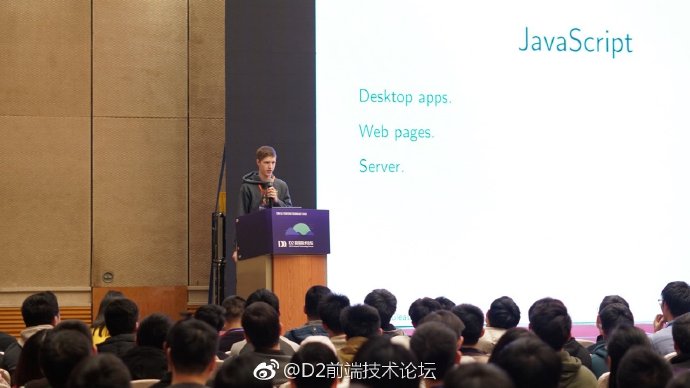 JavaScript
Desktop apps.
Web pages.
Server.
@D2前端技术论坛